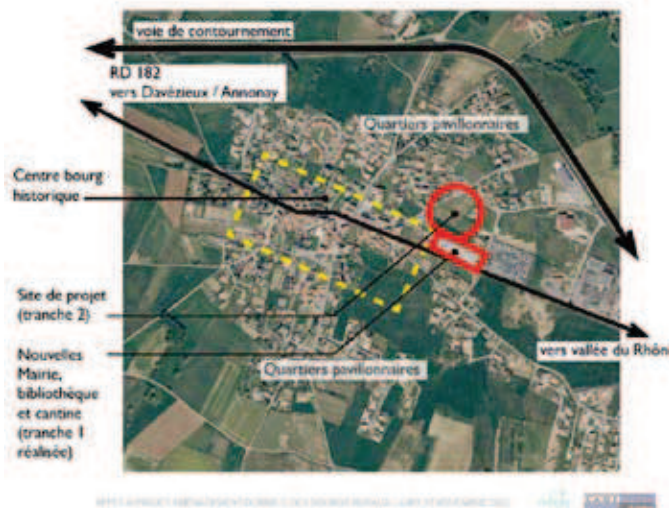 voie de contournement
RD 182
vers Davézieux / Annonay
Quartiers pavillonnaires
Centre bourg
historique
Site de projet
(tranche 2)
Nouvelles
Mairie,
bibliothèque
et cantine
(tranche 1
réalisée)
vers vallée du Rhône
Quartiers pavillonnaires